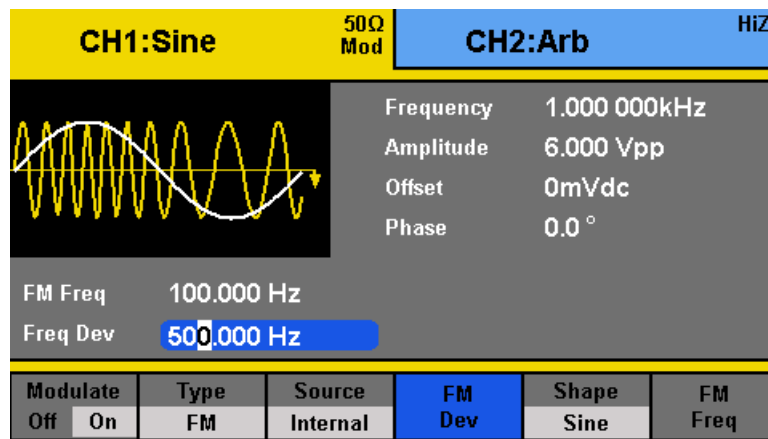 CH1:Sine
50Ω
Mod
CH2:Arb
HiZ
Frequency 1.000 000kHz
Amplitude 6.000 Vpp
Offset 0mVdc
Phase 0.0 °
FM Freq 100.000 Hz
Freq Dev 500.000 Hz
Modulate Type Source FM Shape FM
Off On FM Internal Dev Sine Freq